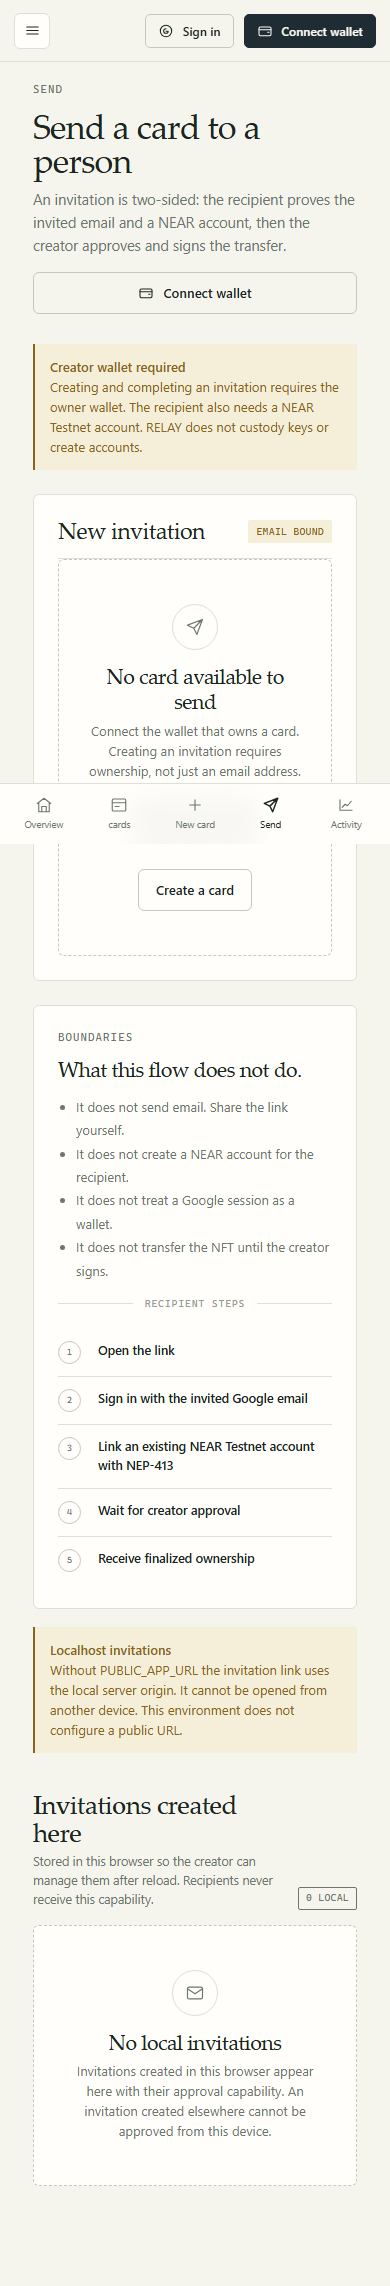 Sign in
Connect wallet
SEND
Send a card to a
person
An invitation is two-sided: the recipient proves the
invited email and a NEAR account, then the
creator approves and signs the transfer.
Connect wallet
Creator wallet required
Creating and completing an invitation requires the
owner wallet. The recipient also needs a NEAR
Testnet account. RELAY does not custody keys or
create accounts.
New invitation
EMAIL BOUND
No card available to
send
Connect the wallet that owns a card.
Creating an invitation requires
ownership, not just an email address.
Overview
cards
New card
Send
Activity
Create a card
BOUNDARIES
What this flow does not do.
It does not send email. Share the link
yourself.
It does not create a NEAR account for the
recipient.
It does not treat a Google session as a
wallet.
It does not transfer the NFT until the creator
signs.
RECIPIENT STEPS
1 Open the link
2 Sign in with the invited Google email
3 Link an existing NEAR Testnet account
with NEP-413
4 Wait for creator approval
5 Receive finalized ownership
Localhost invitations
Without PUBLIC_APP_URL the invitation link uses
the local server origin. It cannot be opened from
another device. This environment does not
configure a public URL.
Invitations created
here
Stored in this browser so the creator can
manage them after reload. Recipients never
receive this capability.
0 LOCAL
No local invitations
Invitations created in this browser appear
here with their approval capability. An
invitation created elsewhere cannot be
approved from this device.